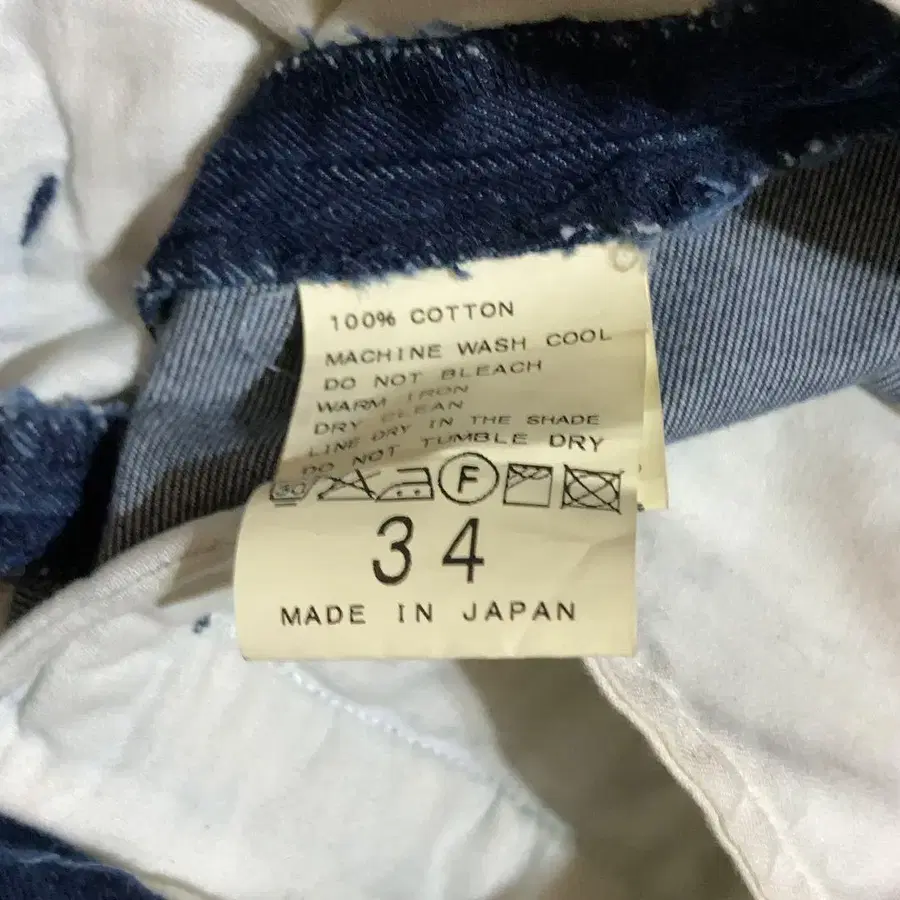 100% COTTON
MACHINE WASH COOL
DO NOT BLEACH
WARM IRON
DRY CLEAN
LINE DRY IN THE SHADE
DO NOT TUMBLE DRY
30 F
34
MADE IN JAPAN